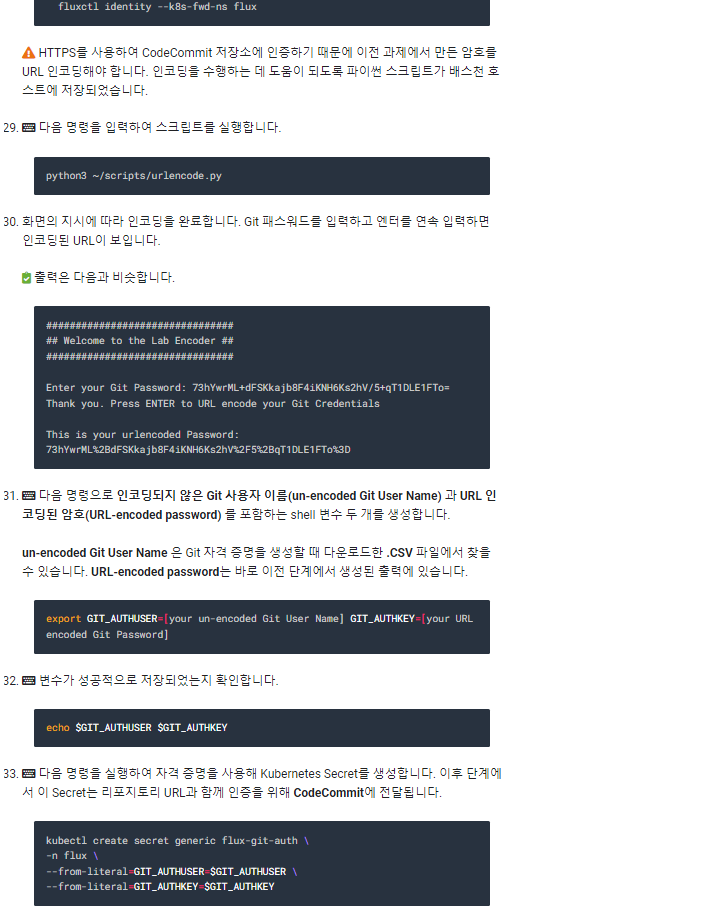 fluxctl identity --k8s-fwd-ns flux
HTTPS를 사용하여 CodeCommit 저장소에 인증하기 때문에 이전 과제에서 만든 암호를
URL 인코딩해야 합니다. 인코딩을 수행하는 데 도움이 되도록 파이썬 스크립트가 배스천 호
스트에 저장되었습니다.
29. 다음 명령을 입력하여 스크립트를 실행합니다.
python3 ~/scripts/urlencode.py
30. 화면의 지시에 따라 인코딩을 완료합니다. Git 패스워드를 입력하고 엔터를 연속 입력하면
인코딩된 URL이 보입니다.
출력은 다음과 비슷합니다.
################################
## Welcome to the Lab Encoder ##
################################
Enter your Git Password: 73hYwrML+dFSKkajb8F4iKNH6Ks2hV/5+qT1DLE1FTo=
Thank you. Press ENTER to URL encode your Git Credentials
This is your urlencoded Password:
73hYwrML%2BdFSKkajb8F4iKNH6Ks2hV%2F5%2BqT1DLE1FTo%3D
31. 다음 명령으로 인코딩되지 않은 Git 사용자 이름(un-encoded Git User Name) 과 URL 인
코딩된 암호(URL-encoded password) 를 포함하는 shell 변수 두 개를 생성합니다.
un-encoded Git User Name 은 Git 자격 증명을 생성할 때 다운로드한 .CSV 파일에서 찾을
수 있습니다. URL-encoded password는 바로 이전 단계에서 생성된 출력에 있습니다.
export GIT_AUTHUSER=[your un-encoded Git User Name] GIT_AUTHKEY=[your URL
encoded Git Password]
32. 변수가 성공적으로 저장되었는지 확인합니다.
echo $GIT_AUTHUSER $GIT_AUTHKEY
33. 다음 명령을 실행하여 자격 증명을 사용해 Kubernetes Secret를 생성합니다. 이후 단계에
서 이 Secret는 리포지토리 URL과 함께 인증을 위해 CodeCommit에 전달됩니다.
kubectl create secret generic flux-git-auth \
-n flux \
--from-literal=GIT_AUTHUSER=$GIT_AUTHUSER \
--from-literal=GIT_AUTHKEY=$GIT_AUTHKEY